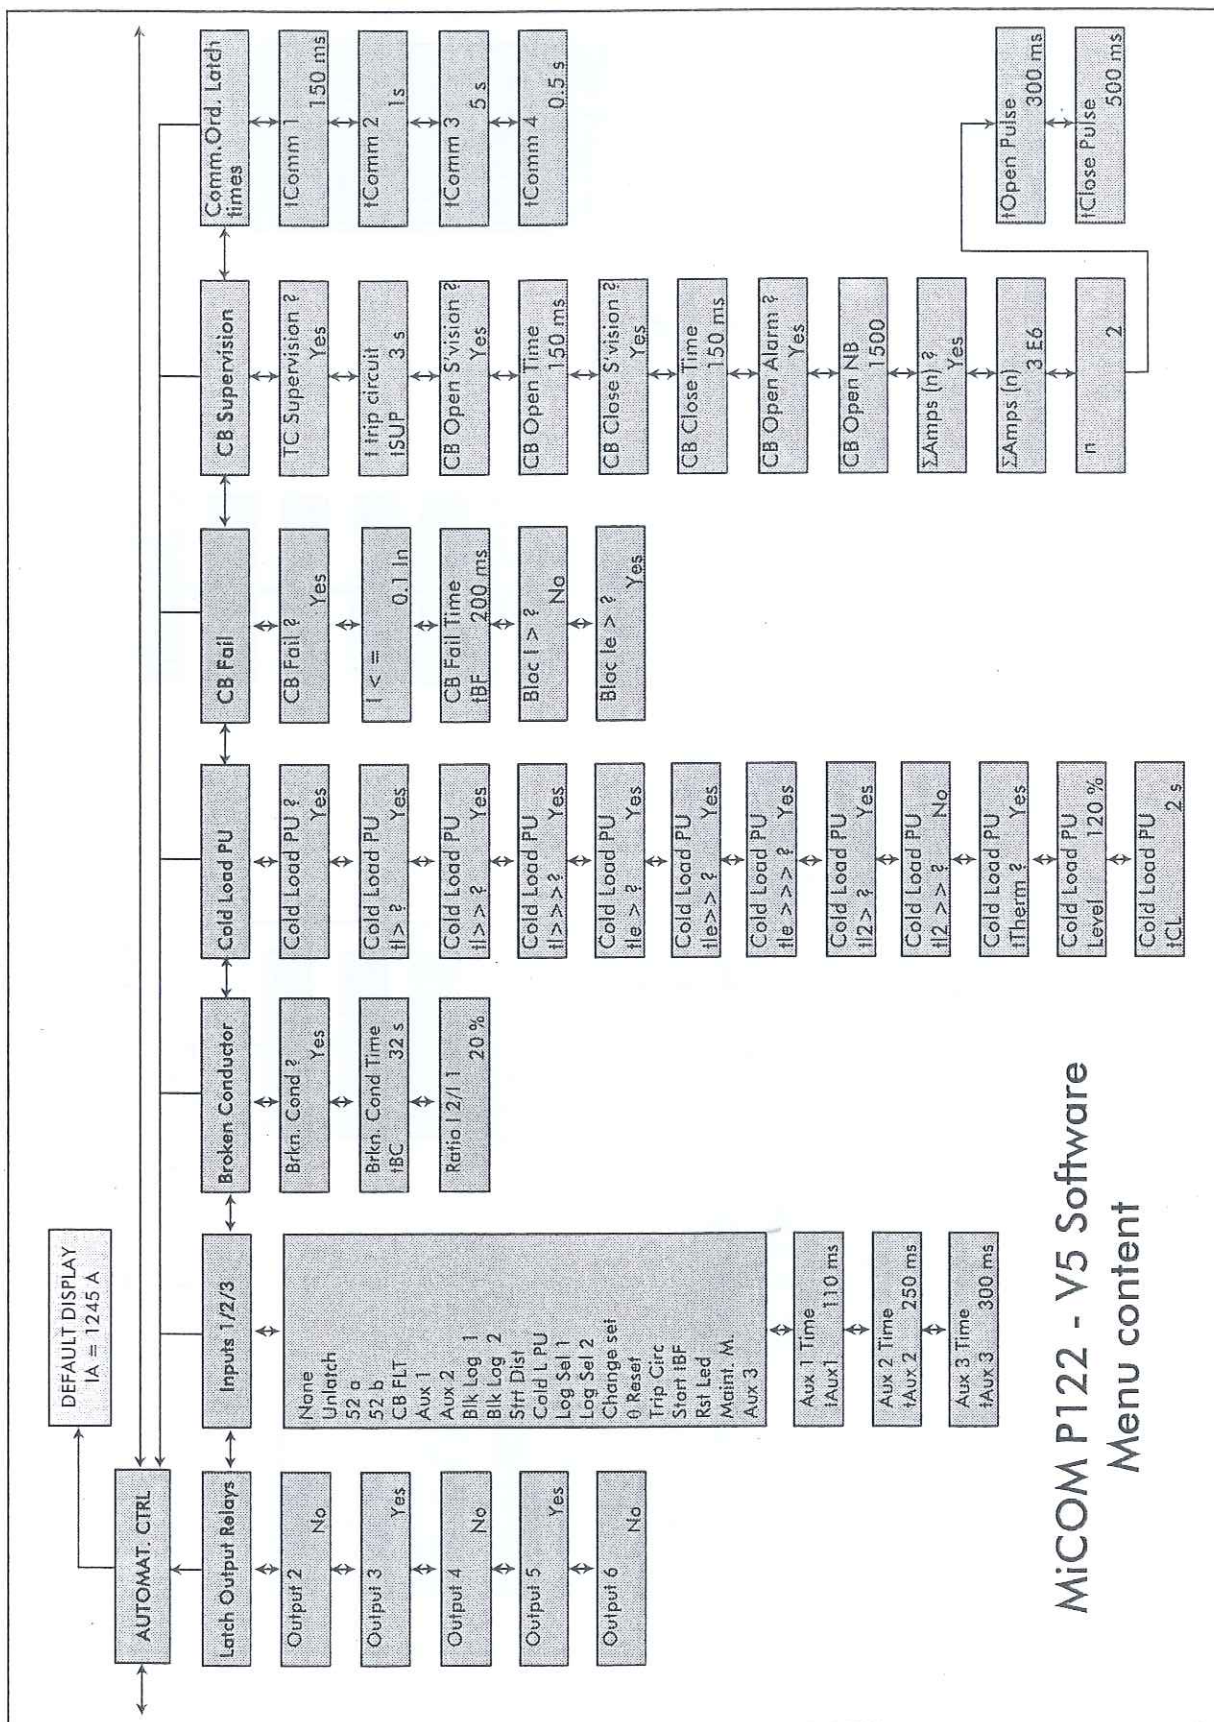 DEFAULT DISPLAY
IA = 1245 A
AUTOMAT. CTRL
Latch Output Relays
Output 2
No
Output 3
Yes
Output 4
No
Output 5
Yes
Output 6
No
Inputs 1/2/3
None
Unlatch
52 a
52 b
CB FLT
Aux 1
Aux 2
Blk Log 1
Blk Log 2
Strt Dist
Cold L PU
Log Sel 1
Log Sel 2
Change set
θ Reset
Trip Circ
Start tBF
Rst Led
Maint. M.
Aux 3
Aux 1 Time
tAux1 110 ms
Aux 2 Time
tAux 2 250 ms
Aux 3 Time
tAux 3 300 ms
Broken Conductor
Brkn. Cond ?
Yes
Brkn. Cond Time
tBC 32 s
Ratio I 2/I 1
20 %
Cold Load PU
Cold Load PU ?
Yes
Cold Load PU
tI> ? Yes
Cold Load PU
tI>> ? Yes
Cold Load PU
tI>>> ? Yes
Cold Load PU
tIe> ? Yes
Cold Load PU
tIe>> ? Yes
Cold Load PU
tIe >>> ? Yes
Cold Load PU
tI2> ? Yes
Cold Load PU
tI2 >> ? No
Cold Load PU
tTherm ? Yes
Cold Load PU
Level 120 %
Cold Load PU
tCL 2 s
CB Fail
CB Fail ?
Yes
I < =
0.1 In
CB Fail Time
tBF 200 ms
Bloc I > ?
No
Bloc Ie > ?
Yes
CB Supervision
TC Supervision ?
Yes
t trip circuit
tSUP 3 s
CB Open S'vision ?
Yes
CB Open Time
150 ms
CB Close S'vision ?
Yes
CB Close Time
150 ms
CB Open Alarm ?
Yes
CB Open NB
1500
ΣAmps (n) ?
Yes
ΣAmps (n)
3 E6
n
2
tOpen Pulse
300 ms
tClose Pulse
500 ms
Comm.Ord. Latch
times
tComm 1
150 ms
tComm 2
1s
tComm 3
5 s
tComm 4
0.5 s
MiCOM P122 - V5 Software
Menu content